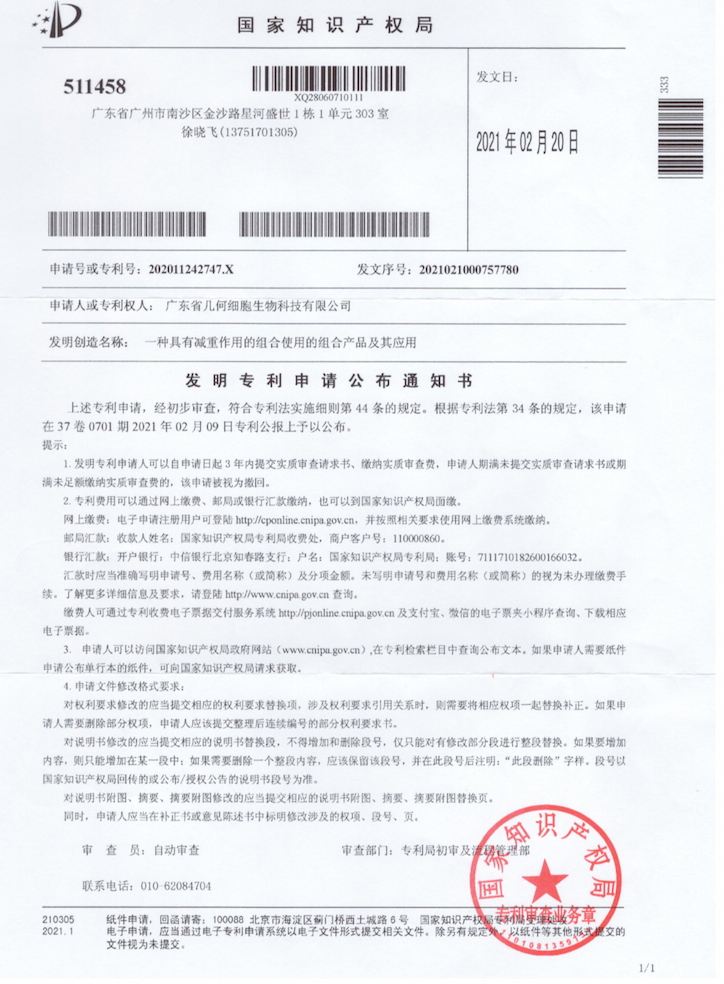 国家知识产权局
511458
XQ28060710111
广东省广州市南沙区金沙路星河盛世 1 栋 1 单元 303 室
徐晓飞(13751701305)
发文日：
2021 年 02 月 20 日
333
申请号或专利号：202011242747.X
发文序号：2021021000757780
申请人或专利权人： 广东省几何细胞生物科技有限公司
发明创造名称： 一种具有减重作用的组合使用的组合产品及其应用
发明专利申请公布通知书
上述专利申请，经初步审查，符合专利法实施细则第 44 条的规定。根据专利法第 34 条的规定，该申请
在 37 卷 0701 期 2021 年 02 月 09 日专利公报上予以公布。
提示：
1. 发明专利申请人可以自申请日起 3 年内提交实质审查请求书、缴纳实质审查费，申请人期满未提交实质审查请求书或期
满未足额缴纳实质审查费的，该申请被视为撤回。
2. 专利费用可以通过网上缴费、邮局或银行汇款缴纳，也可以到国家知识产权局面缴。
网上缴费：电子申请注册用户可登陆 http://cponline.cnipa.gov.cn，并按照相关要求使用网上缴费系统缴纳。
邮局汇款：收款人姓名：国家知识产权局专利局收费处，商户客户号：110000860。
银行汇款：开户银行：中信银行北京知春路支行；户名：国家知识产权局专利局；账号：7111710182600166032。
汇款时应当准确写明申请号、费用名称（或简称）及分项金额。未写明申请号和费用名称（或简称）的视为未办理缴费手
续。了解更多详细信息及要求，请登陆 http://www.cnipa.gov.cn 查询。
缴费人可通过专利收费电子票据交付服务系统 http://pjonline.cnipa.gov.cn 及支付宝、微信的电子票夹小程序查询、下载相应
电子票据。
3. 申请人可以访问国家知识产权局政府网站（www.cnipa.gov.cn）,在专利检索栏目中查询公布文本。如果申请人需要纸件
申请公布单行本的纸件，可向国家知识产权局请求获取。
4. 申请文件修改格式要求：
对权利要求修改的应当提交相应的权利要求替换项，涉及权利要求引用关系时，则需要将相应权项一起替换补正。如果申
请人需要删除部分权项，申请人应该提交整理后连续编号的部分权利要求书。
对说明书修改的应当提交相应的说明书替换段，不得增加和删除段号，仅只能对有修改部分段进行整段替换。如果要增加
内容，则只能增加在某一段中；如果需要删除一个整段内容，应该保留该段号，并在此段号后注明：“此段删除”字样。段号以
国家知识产权局回传的或公布/授权公告的说明书段号为准。
对说明书附图、摘要、摘要附图修改的应当提交相应的说明书附图、摘要、摘要附图替换页。
同时，申请人应当在补正书或意见陈述书中标明修改涉及的权项、段号、页。
审 查 员：自动审查
审查部门：专利局初审及流程管理部
联系电话：010-62084704
国家知识产权局
专利审查业务章
210305
2021.1
纸件申请，回函请寄：100088 北京市海淀区蓟门桥西土城路 6 号 国家知识产权局专利局受理处收
电子申请，应当通过电子专利申请系统以电子文件形式提交相关文件。除另有规定外，以纸件等其他形式提交的
文件视为未提交。
1/1